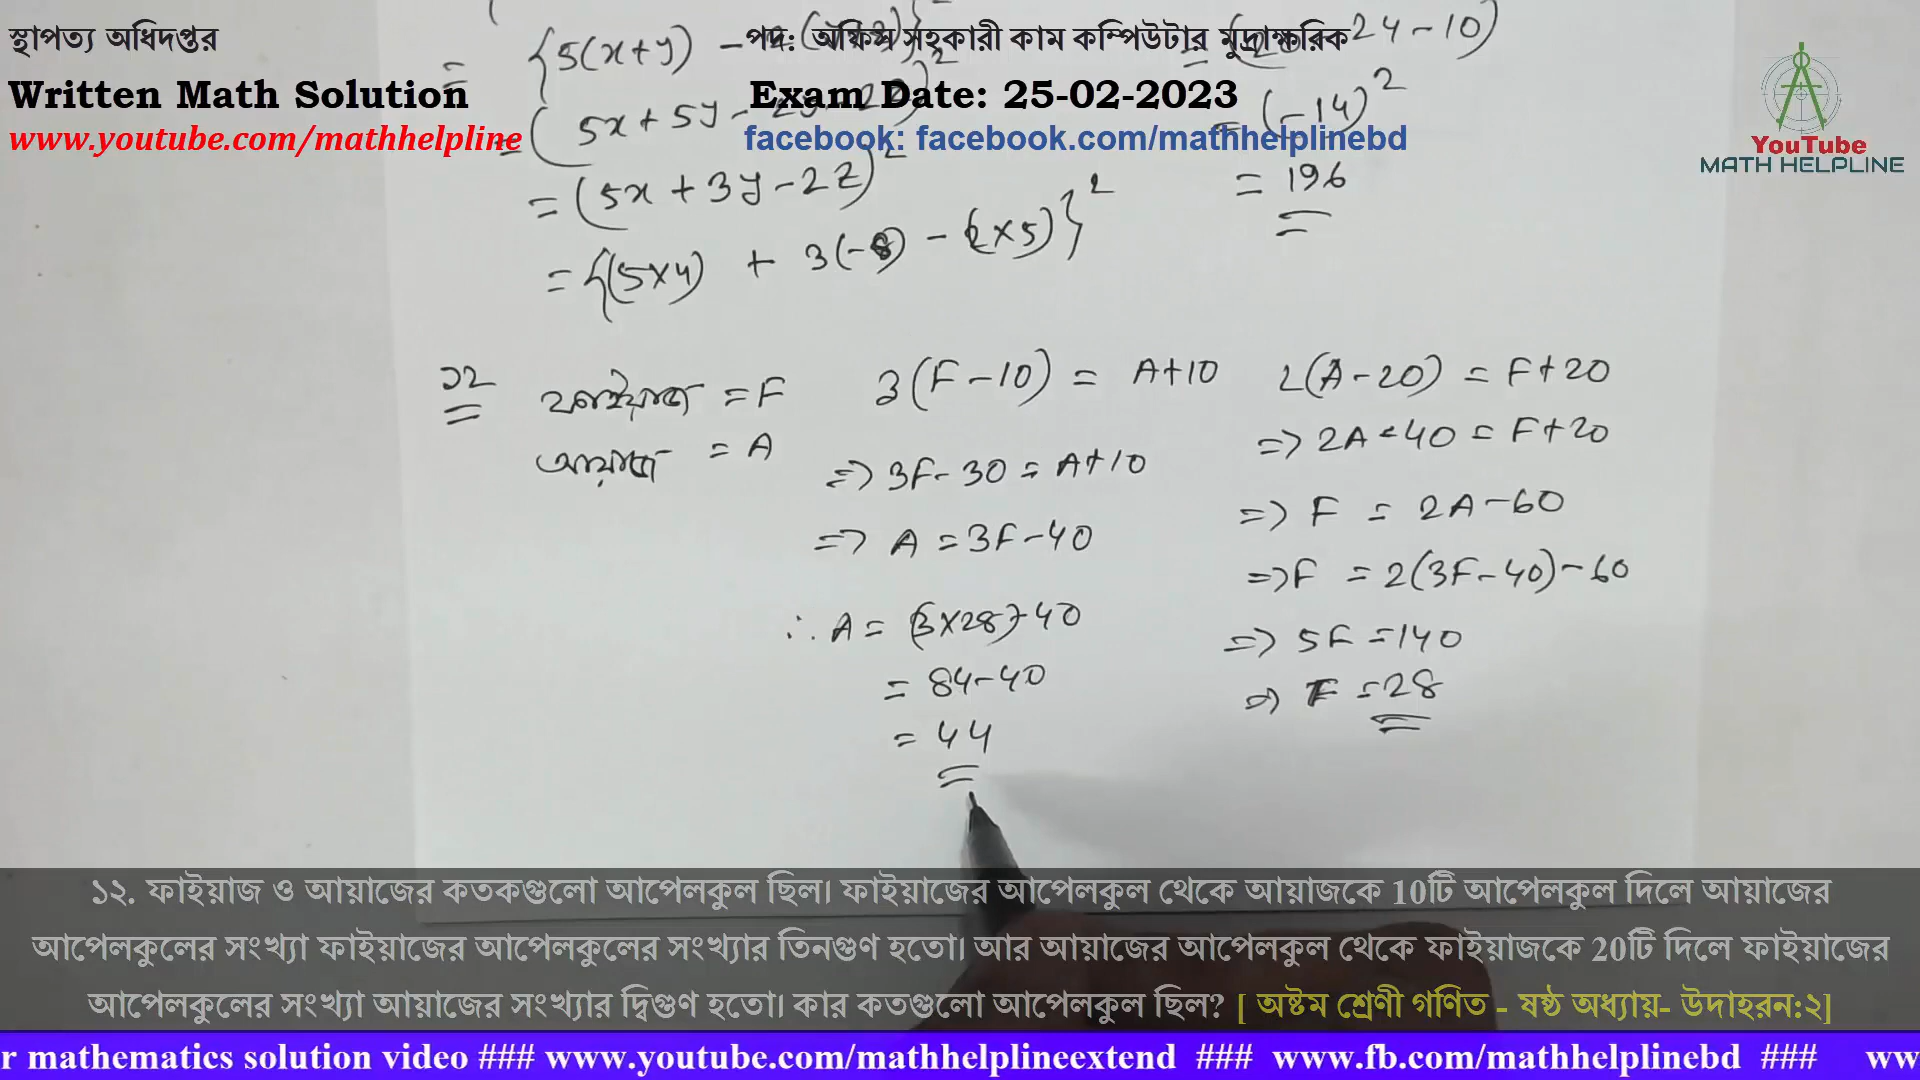 স্থাপত্য অধিদপ্তর
পদ: অফিস সহকারী কাম কম্পিউটার মুদ্রাক্ষরিক
Written Math Solution
Exam Date: 25-02-2023
www.youtube.com/mathhelpline
facebook: facebook.com/mathhelplinebd
YouTube
MATH HELPLINE
= {5(x+y) -
24-10)
= (5x+5y-
= (-14)²
= (5x+3y-2z)²
= 196
= {(5×4) + 3(-8) - (2×5)}²
১২
ফাইয়াজ = F
আয়াজ = A
3(F-10) = A+10
=> 3F-30 = A+10
=> A = 3F-40
∴ A = (3×28)-40
= 84-40
= 44
2(A-20) = F+20
=> 2A-40 = F+20
=> F = 2A-60
=> F = 2(3F-40)-60
=> 5F = 140
=> F = 28
১২. ফাইয়াজ ও আয়াজের কতকগুলো আপেলকুল ছিল। ফাইয়াজের আপেলকুল থেকে আয়াজকে 10টি আপেলকুল দিলে আয়াজের
আপেলকুলের সংখ্যা ফাইয়াজের আপেলকুলের সংখ্যার তিনগুণ হতো। আর আয়াজের আপেলকুল থেকে ফাইয়াজকে 20টি দিলে ফাইয়াজের
আপেলকুলের সংখ্যা আয়াজের সংখ্যার দ্বিগুণ হতো। কার কতগুলো আপেলকুল ছিল? [ অষ্টম শ্রেণী গণিত - ষষ্ঠ অধ্যায়- উদাহরন:২]
r mathematics solution video ### www.youtube.com/mathhelplineextend ### www.fb.com/mathhelplinebd ### ww